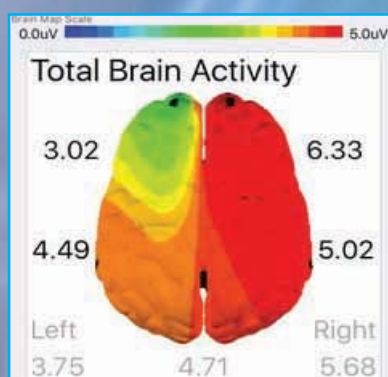 Brain Map Scale
0.0uV 5.0uV
Total Brain Activity
3.02 6.33
4.49 5.02
Left Right
3.75 4.71 5.68